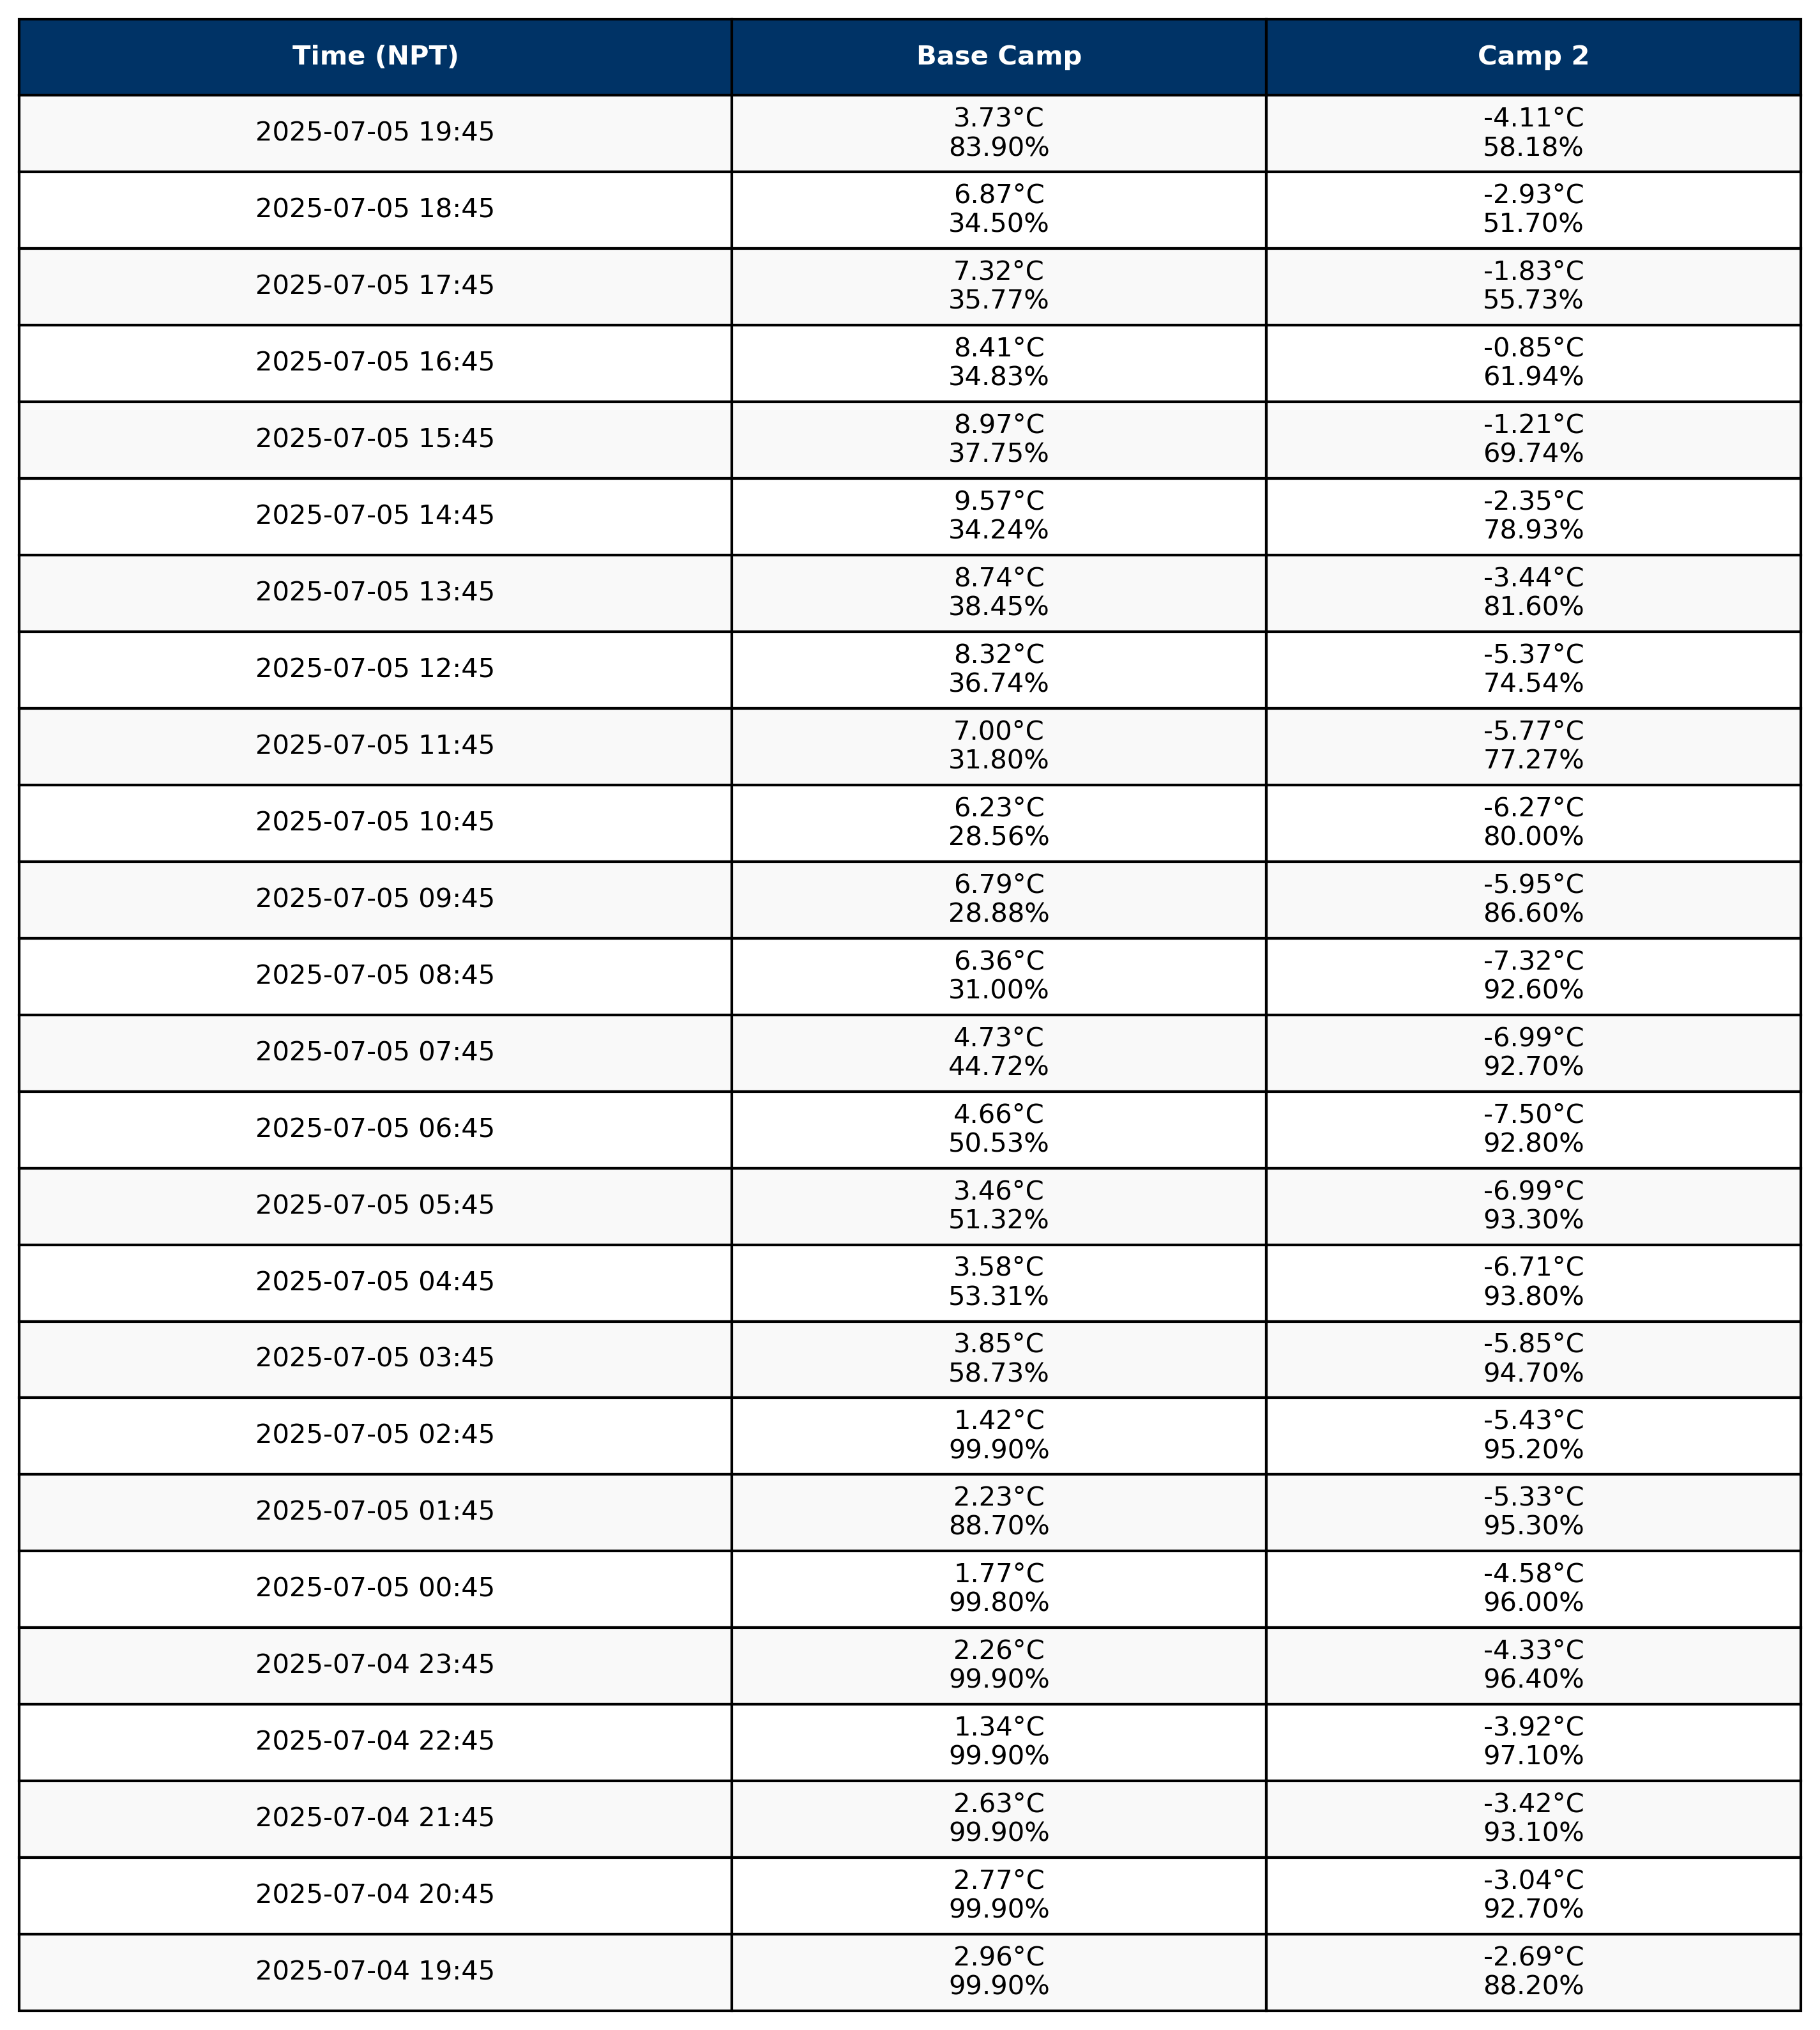 Time (NPT) Base Camp Camp 2
2025-07-05 19:45 3.73°C -4.11°C
83.90% 58.18%
2025-07-05 18:45 6.87°C -2.93°C
34.50% 51.70%
2025-07-05 17:45 7.32°C -1.83°C
35.77% 55.73%
2025-07-05 16:45 8.41°C -0.85°C
34.83% 61.94%
2025-07-05 15:45 8.97°C -1.21°C
37.75% 69.74%
2025-07-05 14:45 9.57°C -2.35°C
34.24% 78.93%
2025-07-05 13:45 8.74°C -3.44°C
38.45% 81.60%
2025-07-05 12:45 8.32°C -5.37°C
36.74% 74.54%
2025-07-05 11:45 7.00°C -5.77°C
31.80% 77.27%
2025-07-05 10:45 6.23°C -6.27°C
28.56% 80.00%
2025-07-05 09:45 6.79°C -5.95°C
28.88% 86.60%
2025-07-05 08:45 6.36°C -7.32°C
31.00% 92.60%
2025-07-05 07:45 4.73°C -6.99°C
44.72% 92.70%
2025-07-05 06:45 4.66°C -7.50°C
50.53% 92.80%
2025-07-05 05:45 3.46°C -6.99°C
51.32% 93.30%
2025-07-05 04:45 3.58°C -6.71°C
53.31% 93.80%
2025-07-05 03:45 3.85°C -5.85°C
58.73% 94.70%
2025-07-05 02:45 1.42°C -5.43°C
99.90% 95.20%
2025-07-05 01:45 2.23°C -5.33°C
88.70% 95.30%
2025-07-05 00:45 1.77°C -4.58°C
99.80% 96.00%
2025-07-04 23:45 2.26°C -4.33°C
99.90% 96.40%
2025-07-04 22:45 1.34°C -3.92°C
99.90% 97.10%
2025-07-04 21:45 2.63°C -3.42°C
99.90% 93.10%
2025-07-04 20:45 2.77°C -3.04°C
99.90% 92.70%
2025-07-04 19:45 2.96°C -2.69°C
99.90% 88.20%